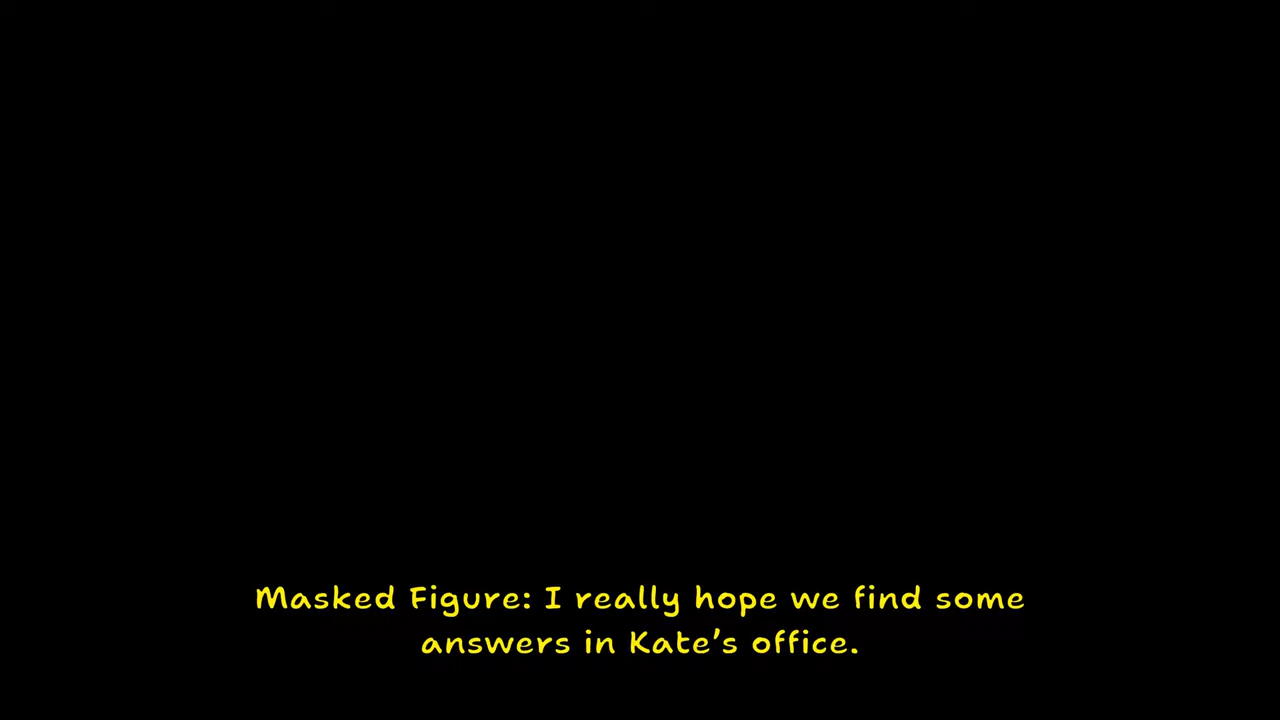 Masked Figure: I really hope we find some
answers in Kate’s office.